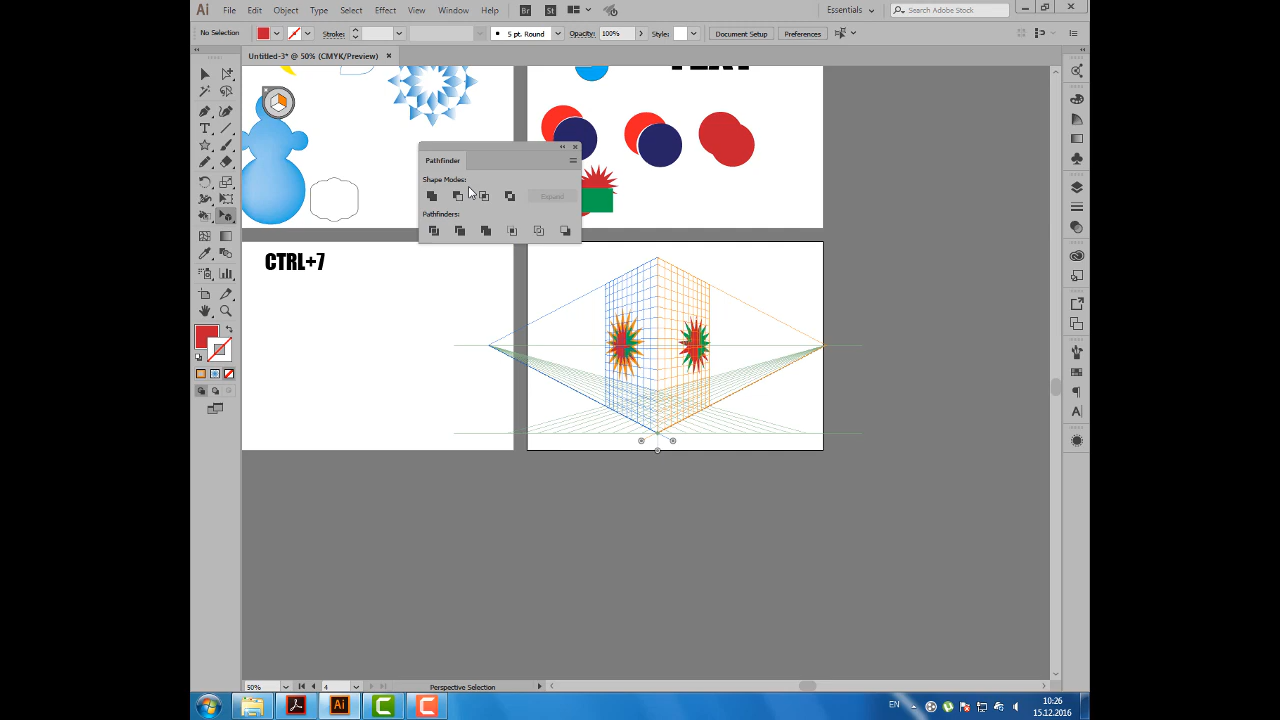 Ai File Edit Object Type Select Effect View Window Help Br St Essentials Search Adobe Stock
No Selection Stroke: 5 pt. Round Opacity: 100% Style: Document Setup Preferences
Untitled-3* @ 50% (CMYK/Preview)
Pathfinder
Shape Modes:
Expand
Pathfinders:
CTRL+7
50% 4 Perspective Selection
Ai EN 10:26
15.12.2016